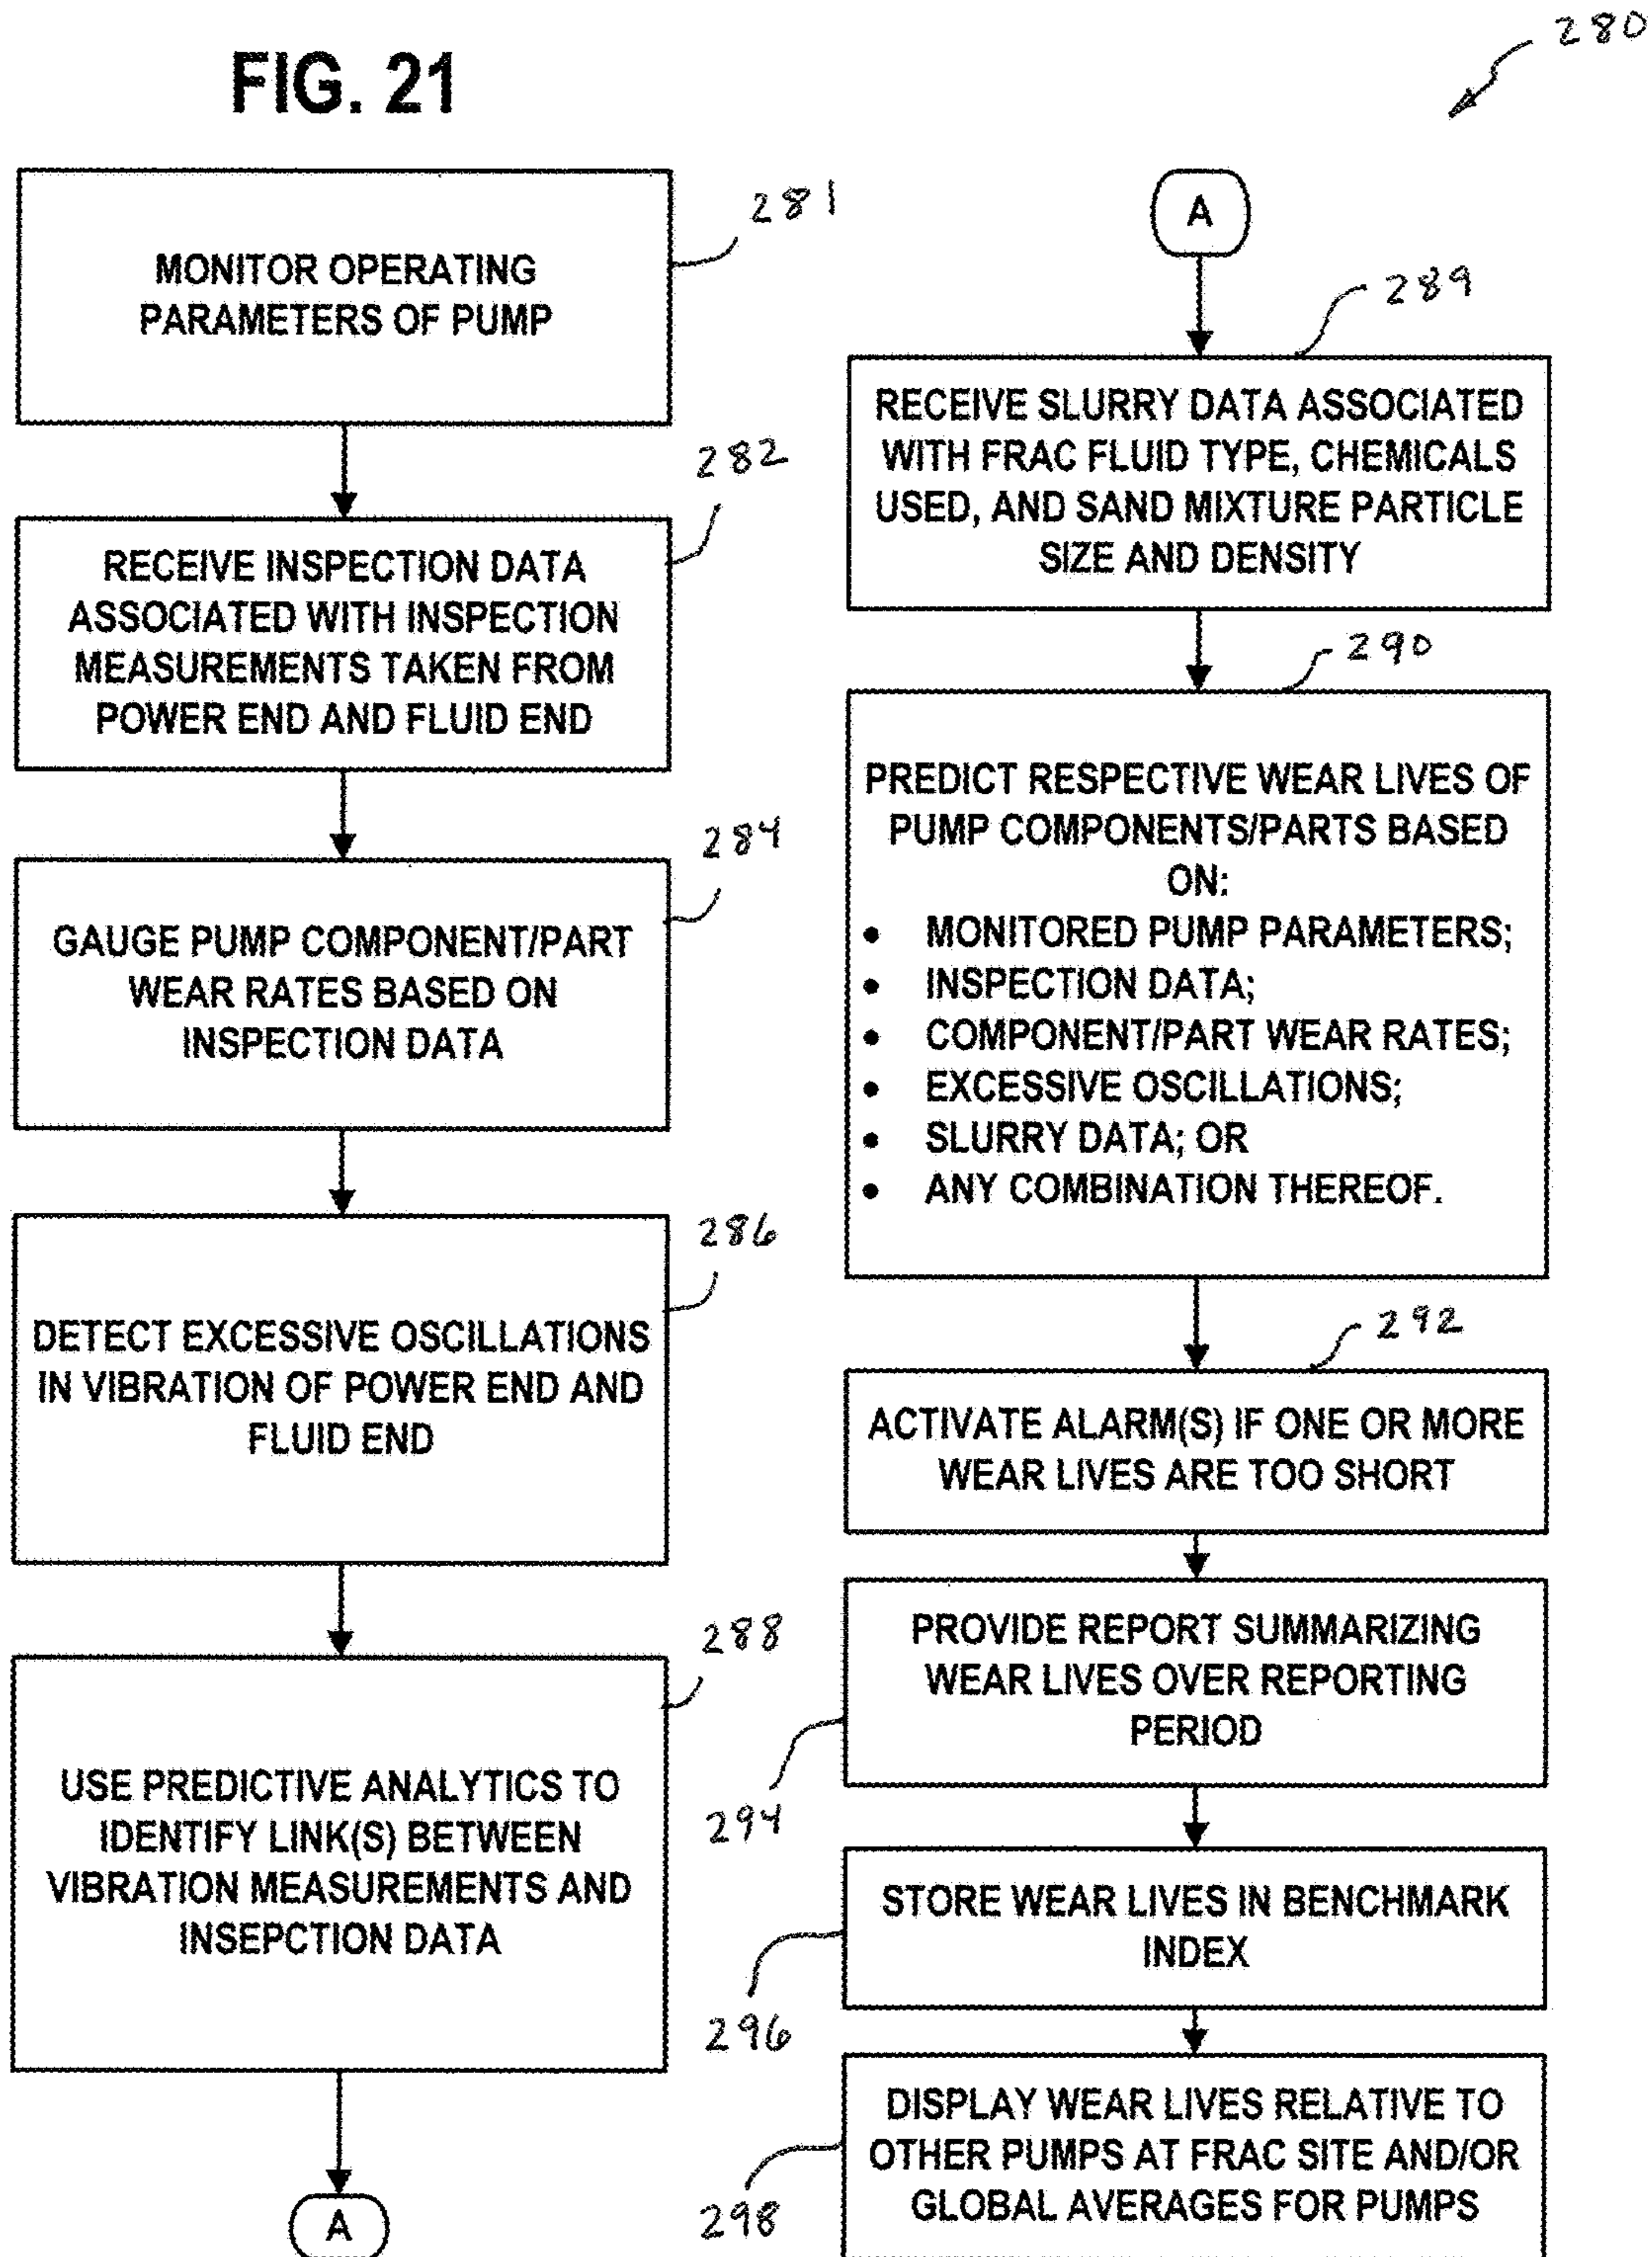 FIG. 21
280
MONITOR OPERATING
PARAMETERS OF PUMP
281
RECEIVE INSPECTION DATA
ASSOCIATED WITH INSPECTION
MEASUREMENTS TAKEN FROM
POWER END AND FLUID END
282
GAUGE PUMP COMPONENT/PART
WEAR RATES BASED ON
INSPECTION DATA
284
DETECT EXCESSIVE OSCILLATIONS
IN VIBRATION OF POWER END AND
FLUID END
286
USE PREDICTIVE ANALYTICS TO
IDENTIFY LINK(S) BETWEEN
VIBRATION MEASUREMENTS AND
INSEPCTION DATA
288
A
A
RECEIVE SLURRY DATA ASSOCIATED
WITH FRAC FLUID TYPE, CHEMICALS
USED, AND SAND MIXTURE PARTICLE
SIZE AND DENSITY
289
PREDICT RESPECTIVE WEAR LIVES OF
PUMP COMPONENTS/PARTS BASED
ON:
• MONITORED PUMP PARAMETERS;
• INSPECTION DATA;
• COMPONENT/PART WEAR RATES;
• EXCESSIVE OSCILLATIONS;
• SLURRY DATA; OR
• ANY COMBINATION THEREOF.
290
ACTIVATE ALARM(S) IF ONE OR MORE
WEAR LIVES ARE TOO SHORT
292
PROVIDE REPORT SUMMARIZING
WEAR LIVES OVER REPORTING
PERIOD
294
STORE WEAR LIVES IN BENCHMARK
INDEX
296
DISPLAY WEAR LIVES RELATIVE TO
OTHER PUMPS AT FRAC SITE AND/OR
GLOBAL AVERAGES FOR PUMPS
298